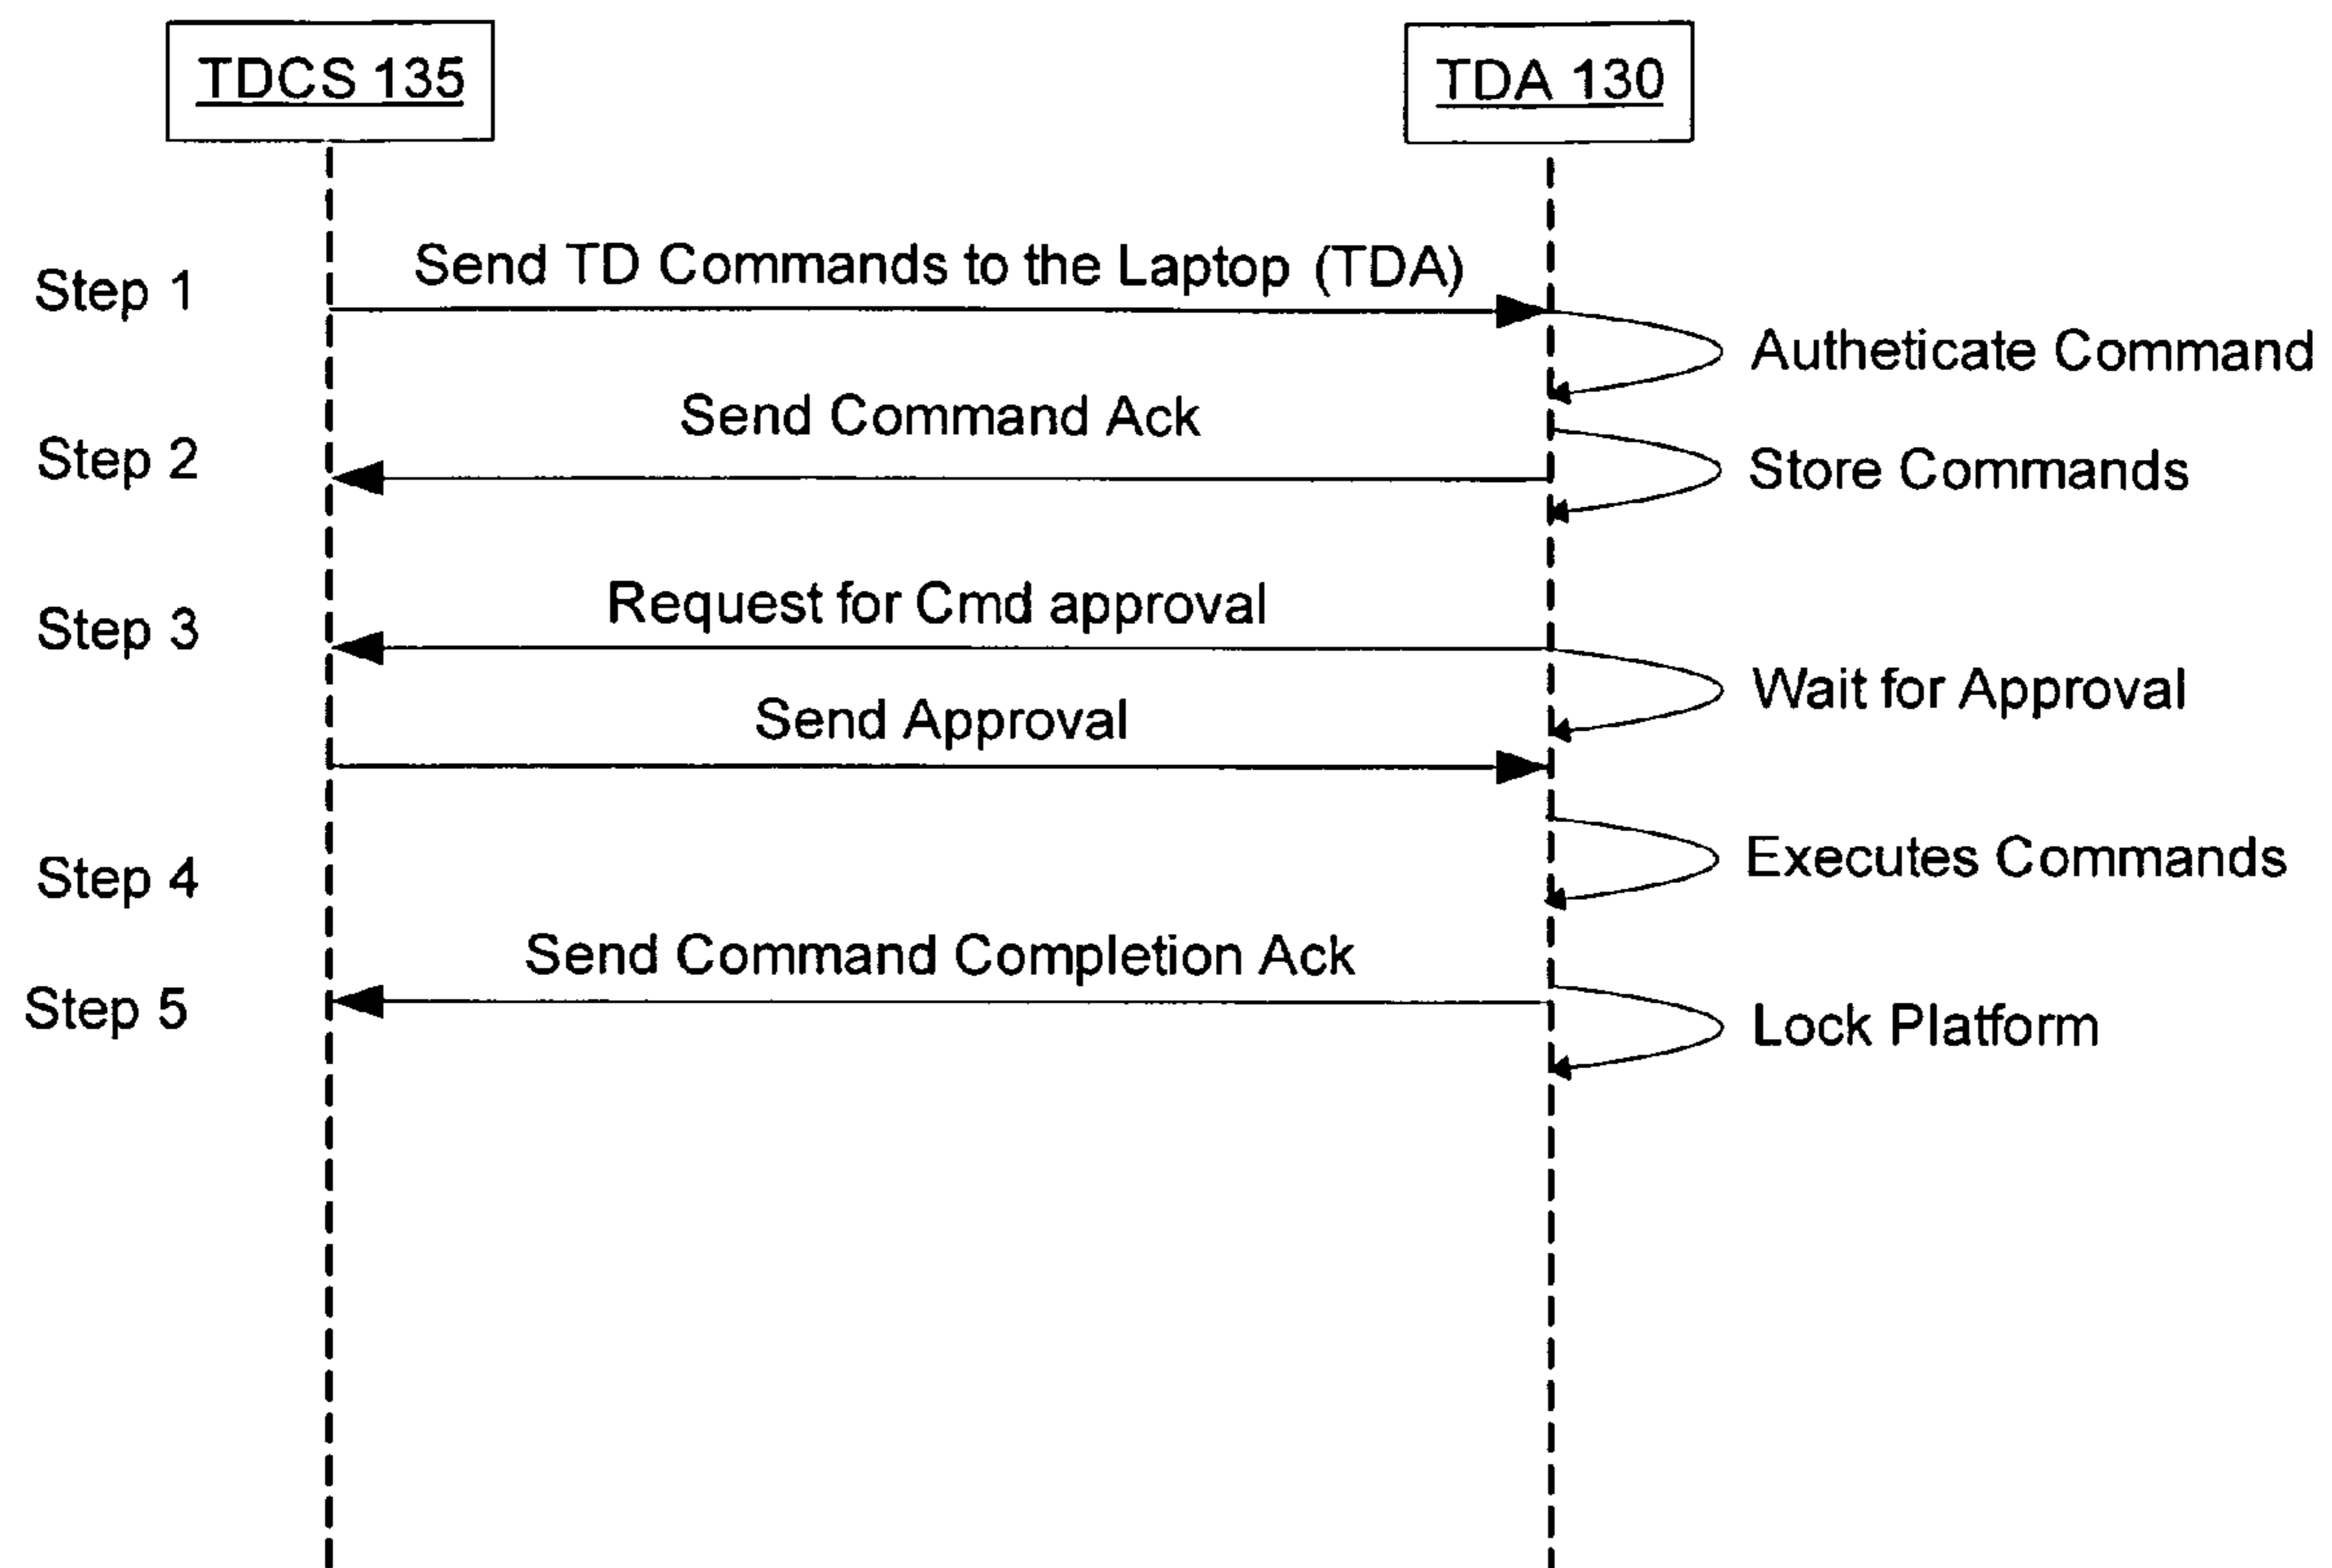 TDCS 135
TDA 130
Step 1
Send TD Commands to the Laptop (TDA)
Autheticate Command
Step 2
Send Command Ack
Store Commands
Step 3
Request for Cmd approval
Wait for Approval
Send Approval
Step 4
Executes Commands
Step 5
Send Command Completion Ack
Lock Platform